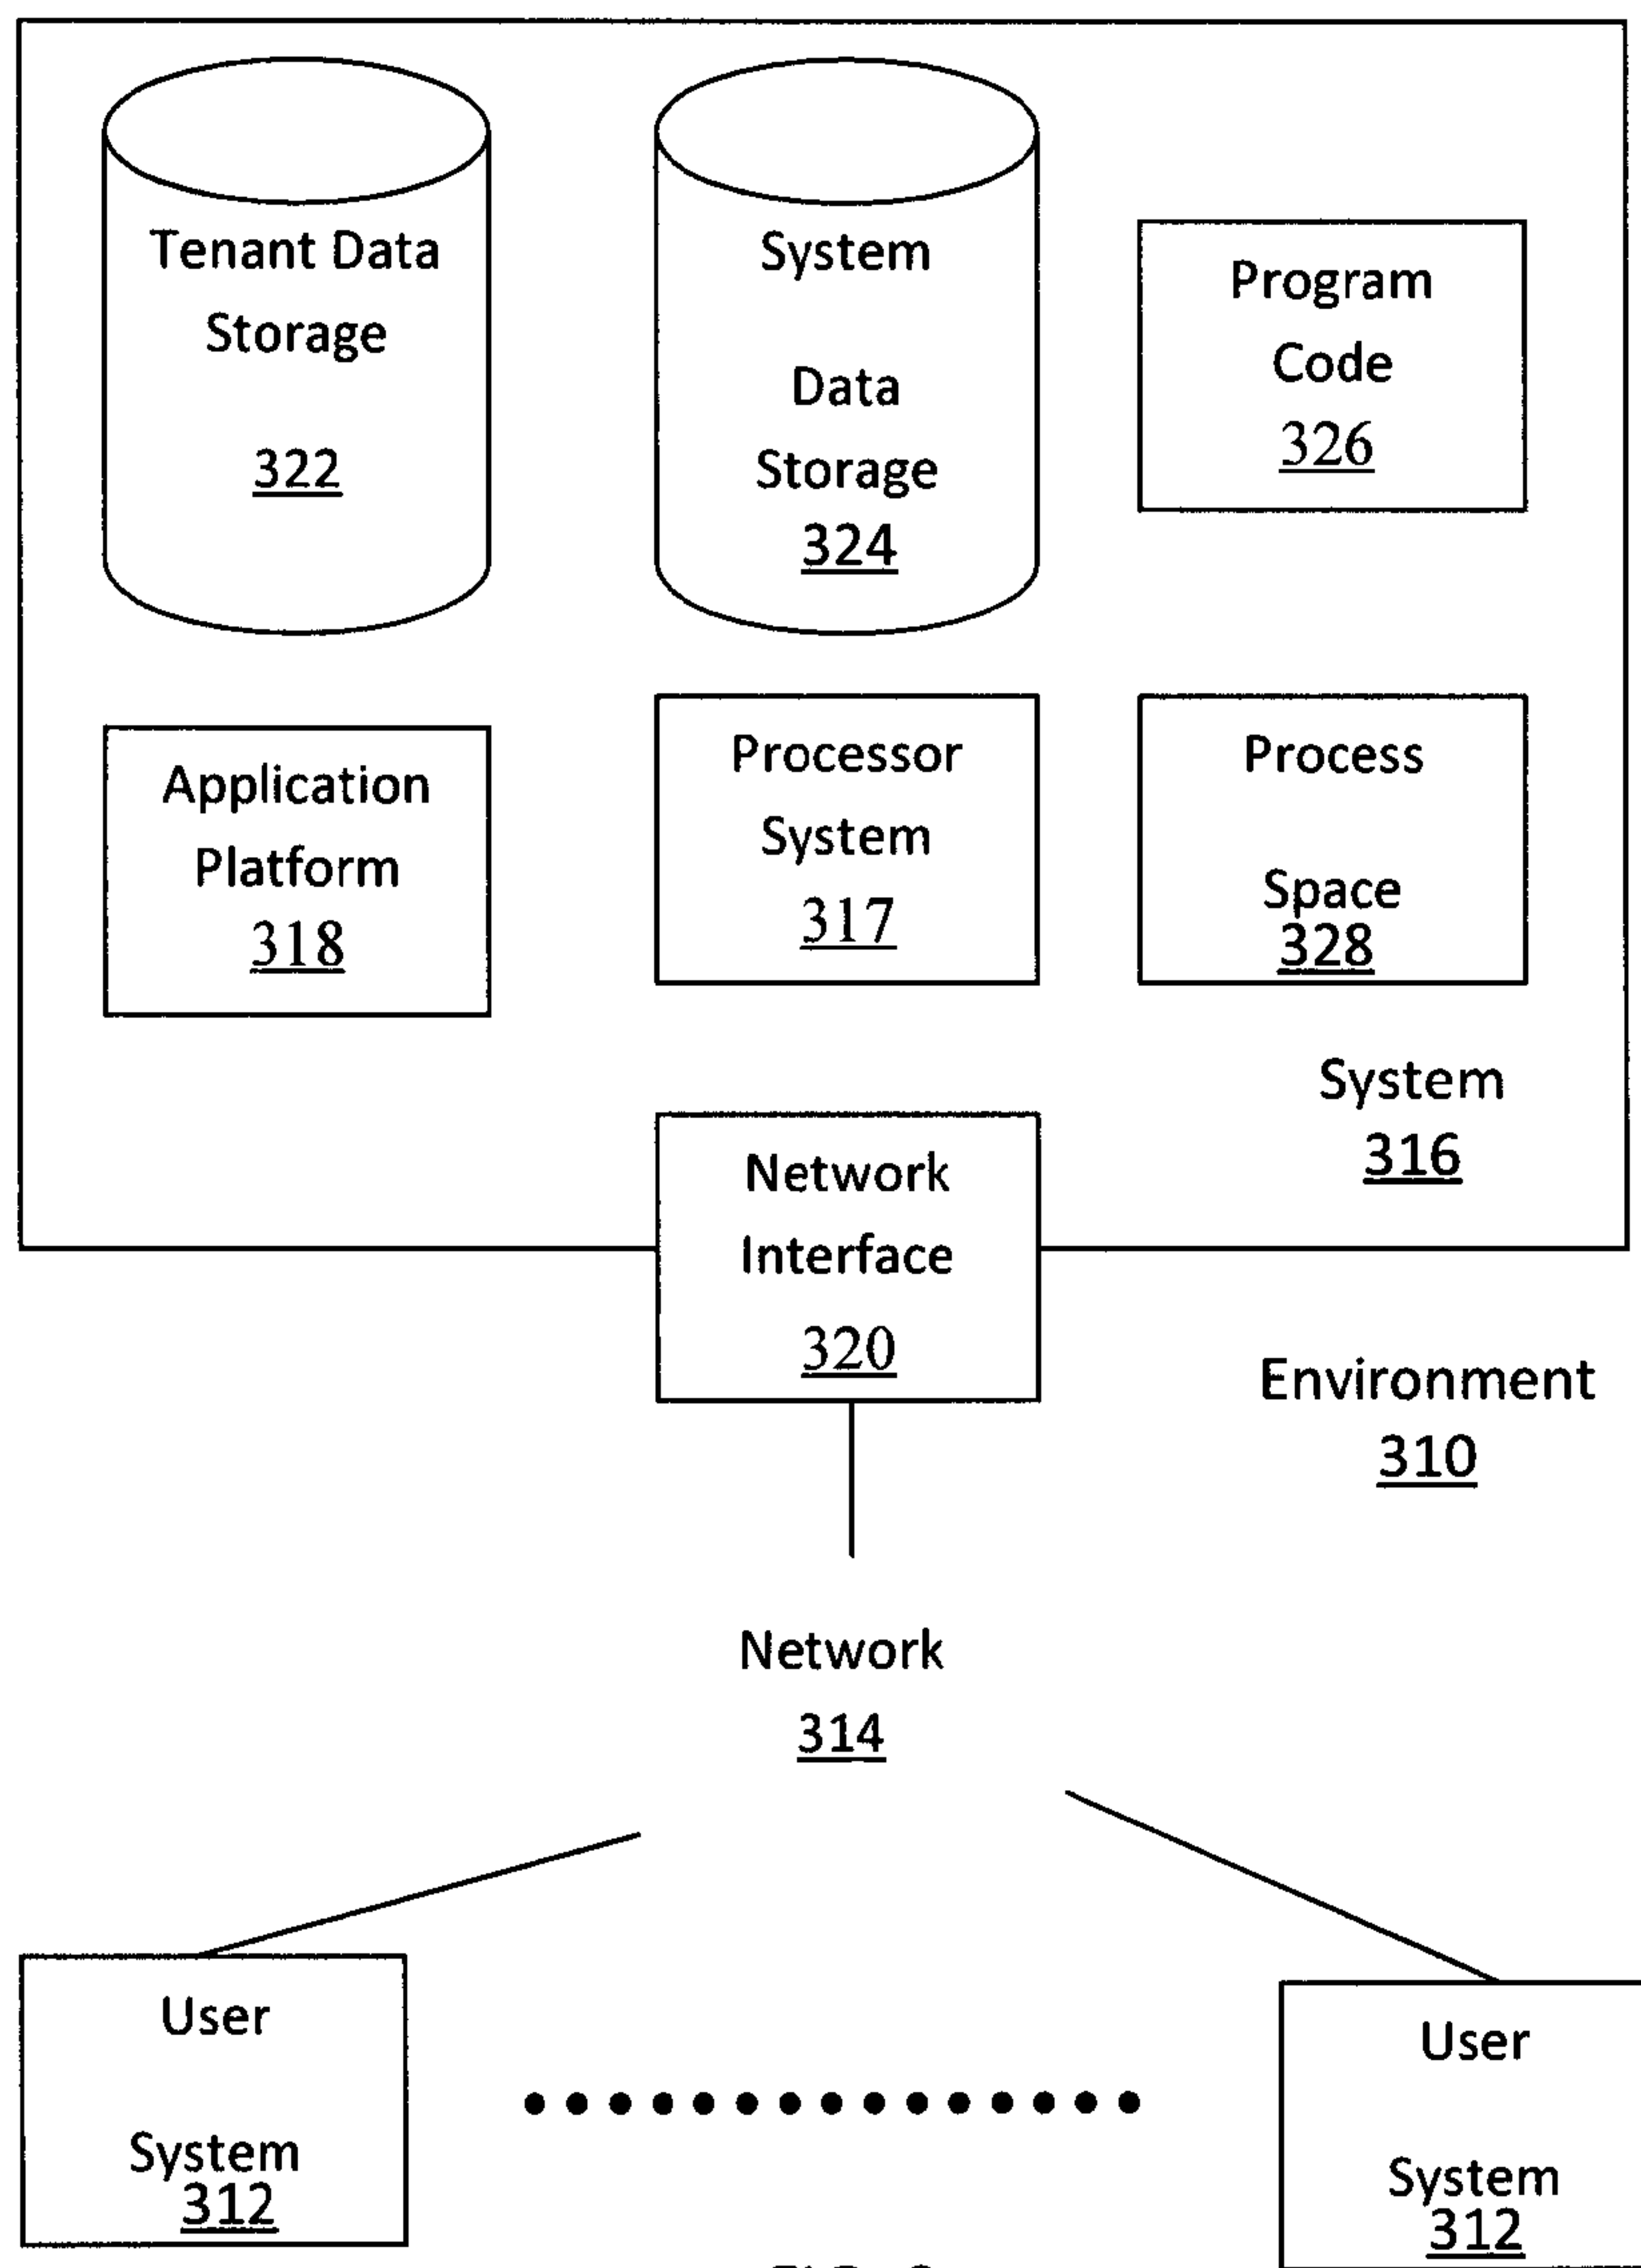 Tenant Data
Storage
322
System
Data
Storage
324
Program
Code
326
Application
Platform
318
Processor
System
317
Process
Space
328
System
316
Network
Interface
320
Environment
310
Network
314
User
System
312
User
System
312